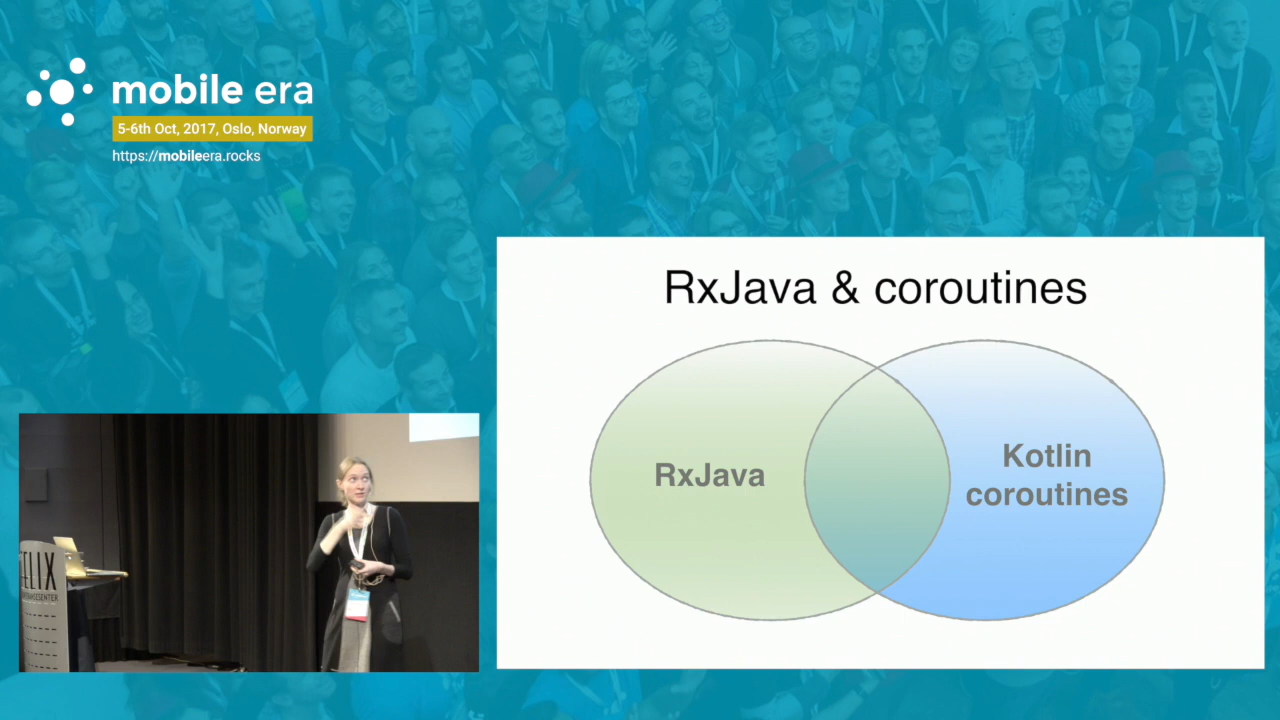 mobile era
5-6th Oct, 2017, Oslo, Norway
https://mobileera.rocks
RxJava & coroutines
RxJava
Kotlin
coroutines